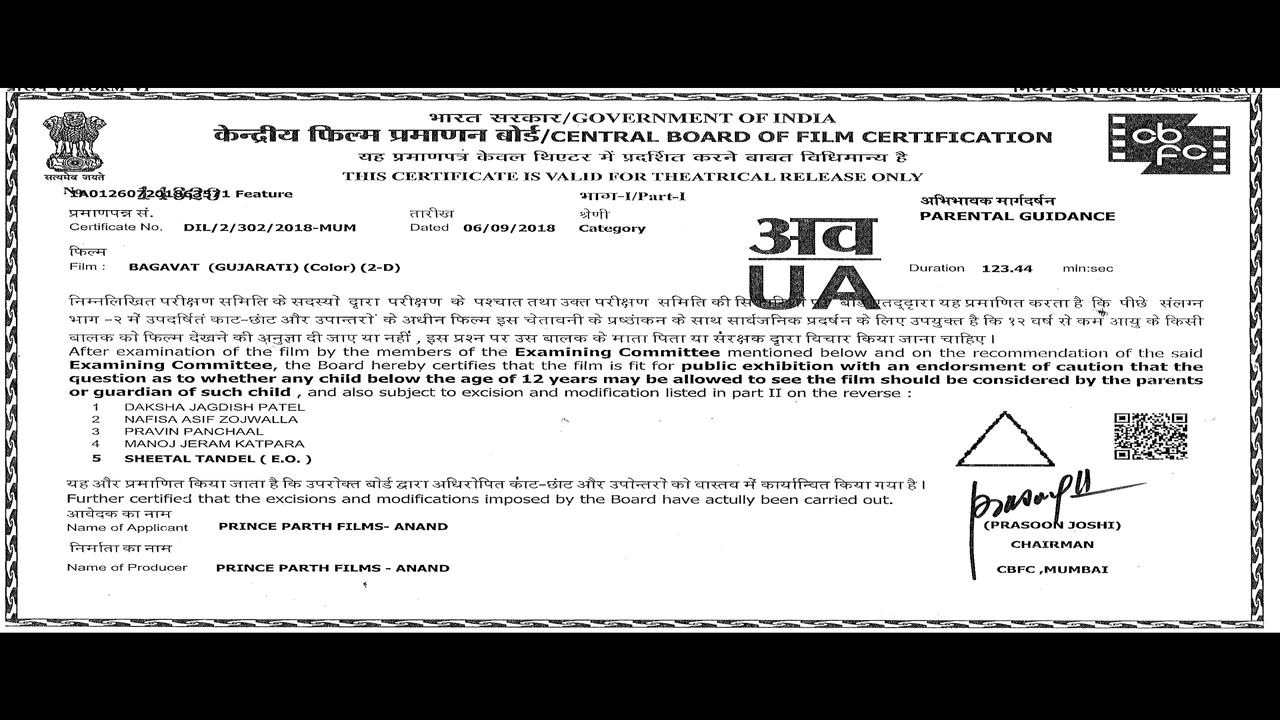 भारत सरकार/GOVERNMENT OF INDIA
केन्द्रीय फिल्म प्रमाणन बोर्ड/CENTRAL BOARD OF FILM CERTIFICATION
यह प्रमाणपत्र केवल थिएटर में प्रदर्शित करने बाबत विधिमान्य है
THIS CERTIFICATE IS VALID FOR THEATRICAL RELEASE ONLY
सत्यमेव जयते
cb fc
Feature
भाग-I/Part-I
अभिभावक मार्गदर्शन
PARENTAL GUIDANCE
प्रमाणपत्र सं. तारीख श्रेणी
Certificate No. DIL/2/302/2018-MUM Dated 06/09/2018 Category
अव
UA
फिल्म
Film : BAGAVAT (GUJARATI) (Color) (2-D) Duration 123.44 min:sec
निम्नलिखित परीक्षण समिति के सदस्यों द्वारा परीक्षण के पश्चात तथा उक्त परीक्षण समिति की यह प्रमाणित करता है कि पीछे संलग्न
भाग -२ में उपदर्षित काट-छांट और उपान्तरों के अधीन फिल्म इस चेतावनी के प्रष्ठांकन के साथ सार्वजनिक प्रदर्षन के लिए उपयुक्त है कि १२ वर्ष से कम आयु के किसी
बालक को फिल्म देखने की अनुज्ञा दी जाए या नहीं , इस प्रश्न पर उस बालक के माता पिता या संरक्षक द्वारा विचार किया जाना चाहिए ।
After examination of the film by the members of the Examining Committee mentioned below and on the recommendation of the said
Examining Committee, the Board hereby certifies that the film is fit for public exhibition with an endorsment of caution that the
question as to whether any child below the age of 12 years may be allowed to see the film should be considered by the parents
or guardian of such child , and also subject to excision and modification listed in part II on the reverse :
1 DAKSHA JAGDISH PATEL
2 NAFISA ASIF ZOJWALLA
3 PRAVIN PANCHAAL
4 MANOJ JERAM KATPARA
5 SHEETAL TANDEL ( E.O. )
यह और प्रमाणित किया जाता है कि उपरोक्त बोर्ड द्वारा अधिरोपित काट-छांट और उपोन्तरों को वास्तव में कार्यान्वित किया गया है ।
Further certified that the excisions and modifications imposed by the Board have actully been carried out.
आवेदक का नाम
Name of Applicant PRINCE PARTH FILMS- ANAND
(PRASOON JOSHI)
CHAIRMAN
निर्माता का नाम
Name of Producer PRINCE PARTH FILMS - ANAND
CBFC ,MUMBAI